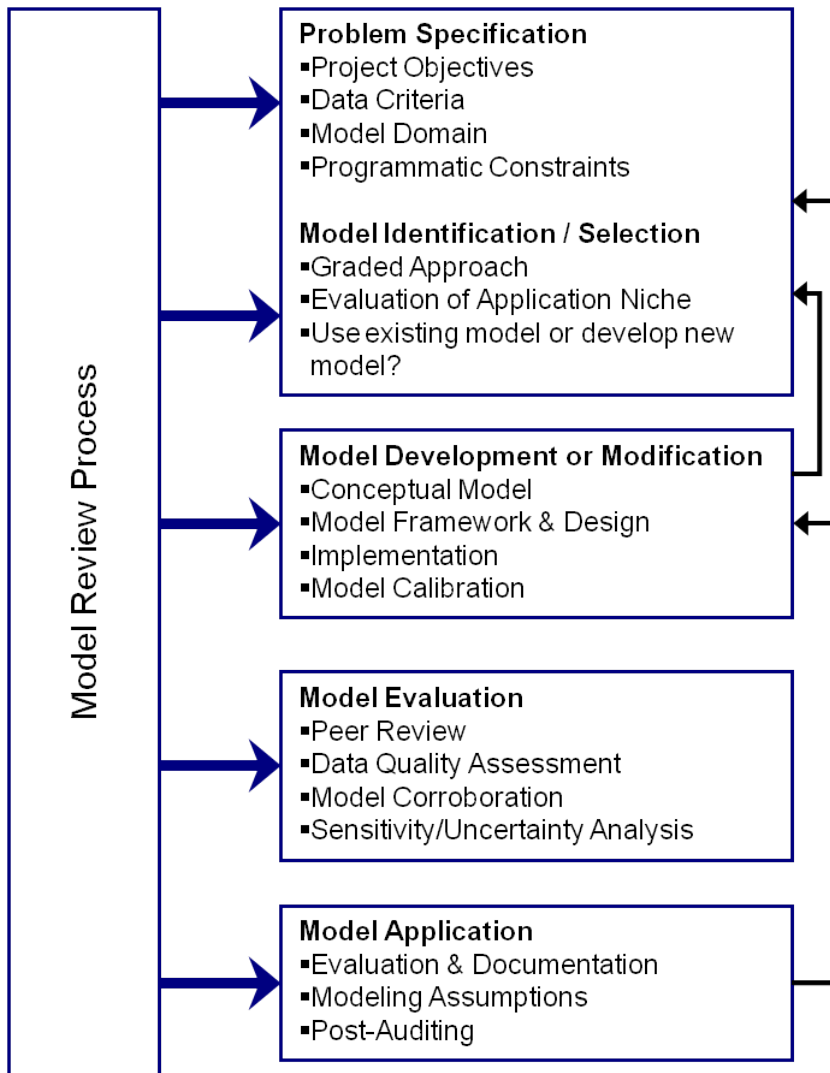 Model Review Process
Problem Specification
▪Project Objectives
▪Data Criteria
▪Model Domain
▪Programmatic Constraints
Model Identification / Selection
▪Graded Approach
▪Evaluation of Application Niche
▪Use existing model or develop new
model?
Model Development or Modification
▪Conceptual Model
▪Model Framework & Design
▪Implementation
▪Model Calibration
Model Evaluation
▪Peer Review
▪Data Quality Assessment
▪Model Corroboration
▪Sensitivity/Uncertainty Analysis
Model Application
▪Evaluation & Documentation
▪Modeling Assumptions
▪Post-Auditing